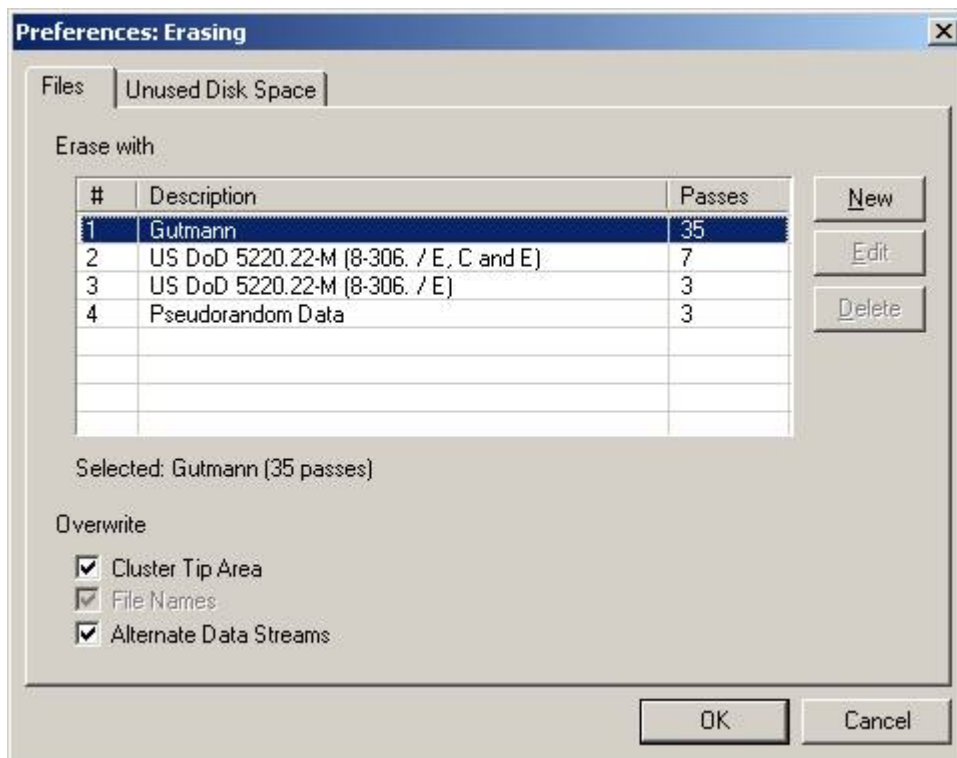 Preferences: Erasing
Files Unused Disk Space
Erase with
# Description Passes
1 Gutmann 35
2 US DoD 5220.22-M (8-306. / E, C and E) 7
3 US DoD 5220.22-M (8-306. / E) 3
4 Pseudorandom Data 3
New
Edit
Delete
Selected: Gutmann (35 passes)
Overwrite
Cluster Tip Area
File Names
Alternate Data Streams
OK Cancel